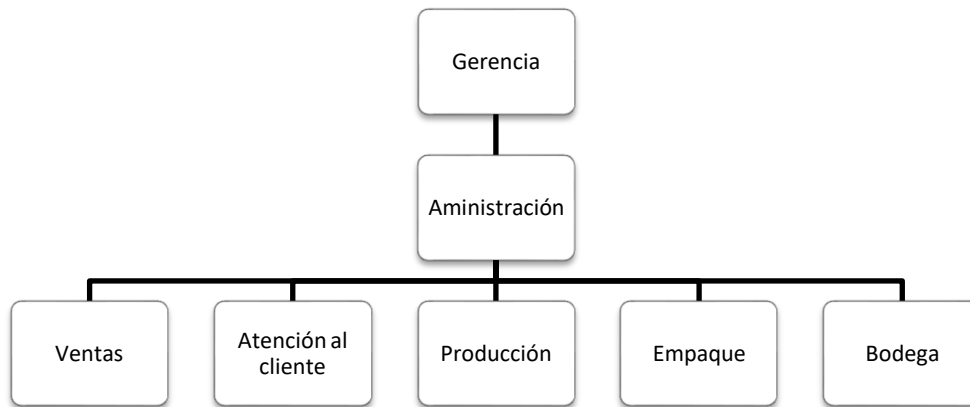 Gerencia
Aministración
Ventas
Atención al
cliente
Producción
Empaque
Bodega